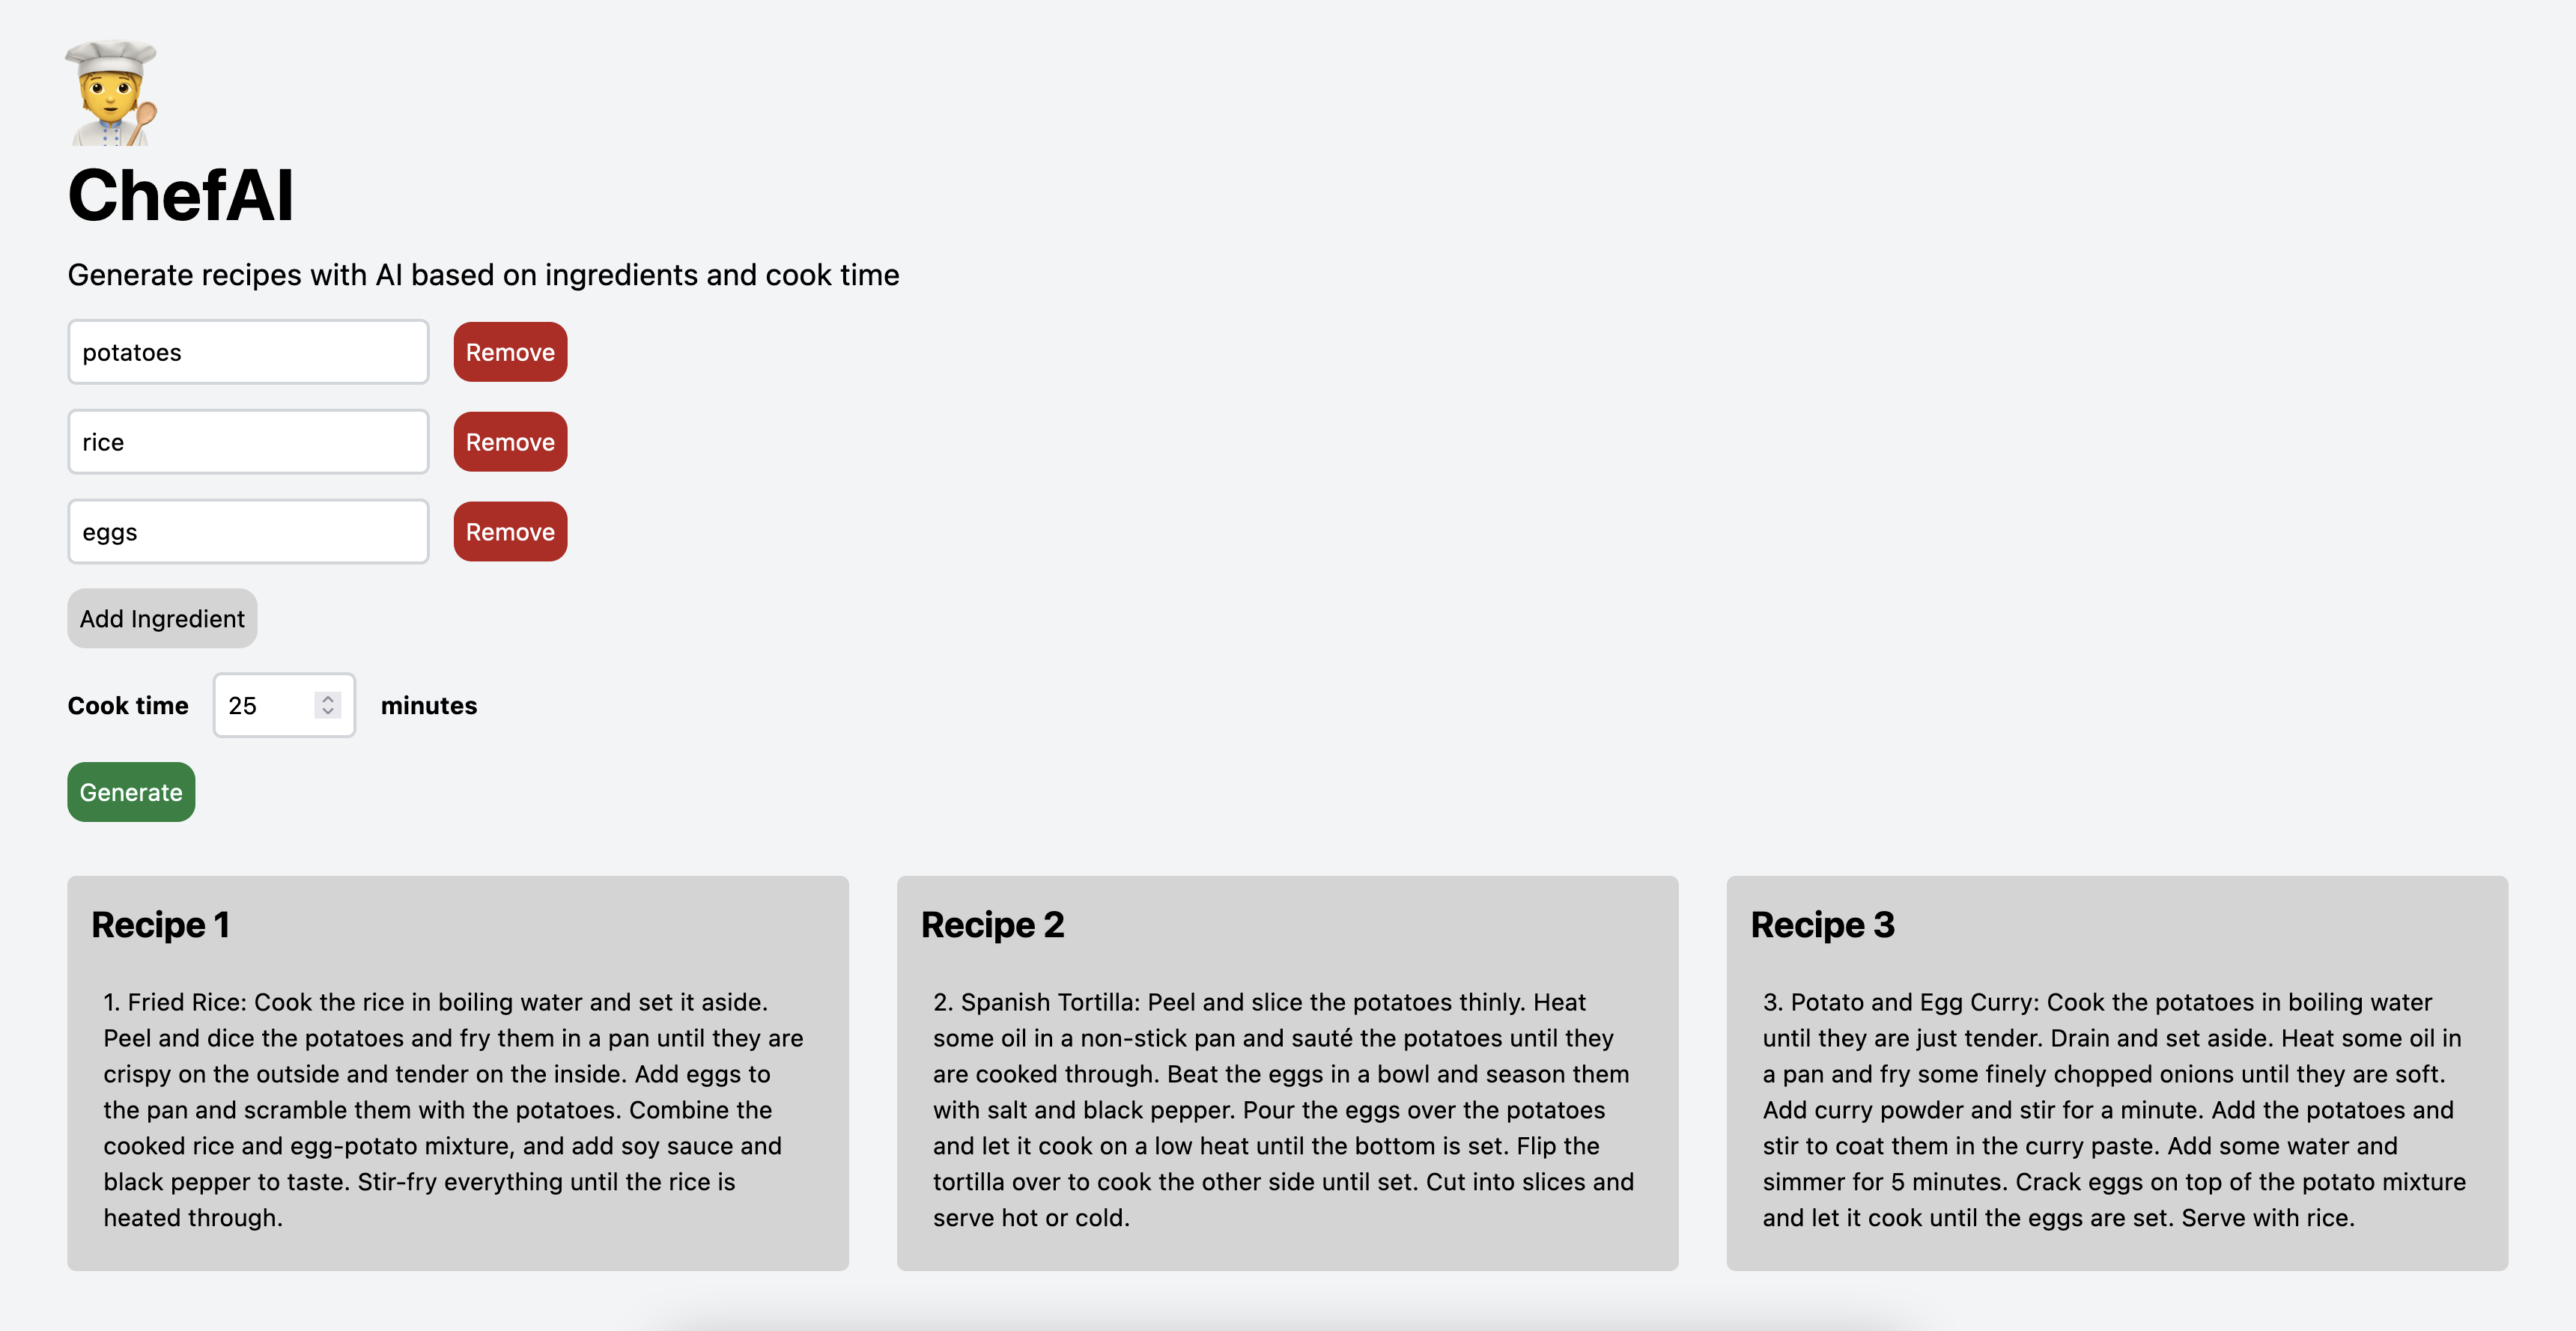 ChefAI
Generate recipes with AI based on ingredients and cook time
potatoes Remove
rice Remove
eggs Remove
Add Ingredient
Cook time 25 minutes
Generate
Recipe 1
1. Fried Rice: Cook the rice in boiling water and set it aside.
Peel and dice the potatoes and fry them in a pan until they are
crispy on the outside and tender on the inside. Add eggs to
the pan and scramble them with the potatoes. Combine the
cooked rice and egg-potato mixture, and add soy sauce and
black pepper to taste. Stir-fry everything until the rice is
heated through.
Recipe 2
2. Spanish Tortilla: Peel and slice the potatoes thinly. Heat
some oil in a non-stick pan and sauté the potatoes until they
are cooked through. Beat the eggs in a bowl and season them
with salt and black pepper. Pour the eggs over the potatoes
and let it cook on a low heat until the bottom is set. Flip the
tortilla over to cook the other side until set. Cut into slices and
serve hot or cold.
Recipe 3
3. Potato and Egg Curry: Cook the potatoes in boiling water
until they are just tender. Drain and set aside. Heat some oil in
a pan and fry some finely chopped onions until they are soft.
Add curry powder and stir for a minute. Add the potatoes and
stir to coat them in the curry paste. Add some water and
simmer for 5 minutes. Crack eggs on top of the potato mixture
and let it cook until the eggs are set. Serve with rice.